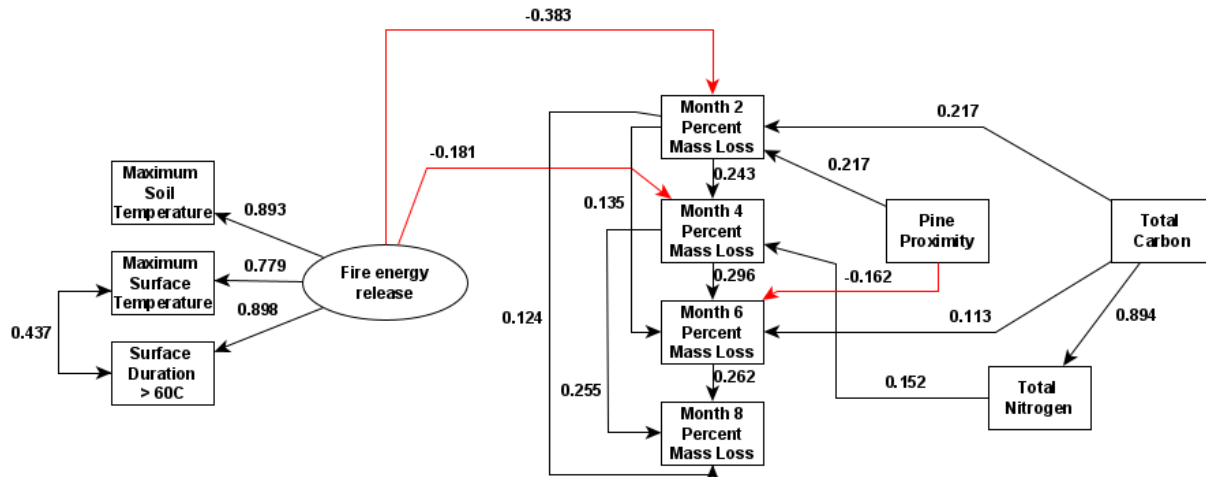 -0.383
Month 2
Percent
Mass Loss
0.217
-0.181
0.243
0.217
Maximum
Soil
Temperature
0.893
0.135
Month 4
Percent
Mass Loss
Pine
Proximity
Total
Carbon
Maximum
Surface
Temperature
0.779
Fire energy
release
0.296
-0.162
0.437
0.898
0.124
Month 6
Percent
Mass Loss
0.113
0.894
Surface
Duration
> 60C
0.255
0.262
0.152
Total
Nitrogen
Month 8
Percent
Mass Loss